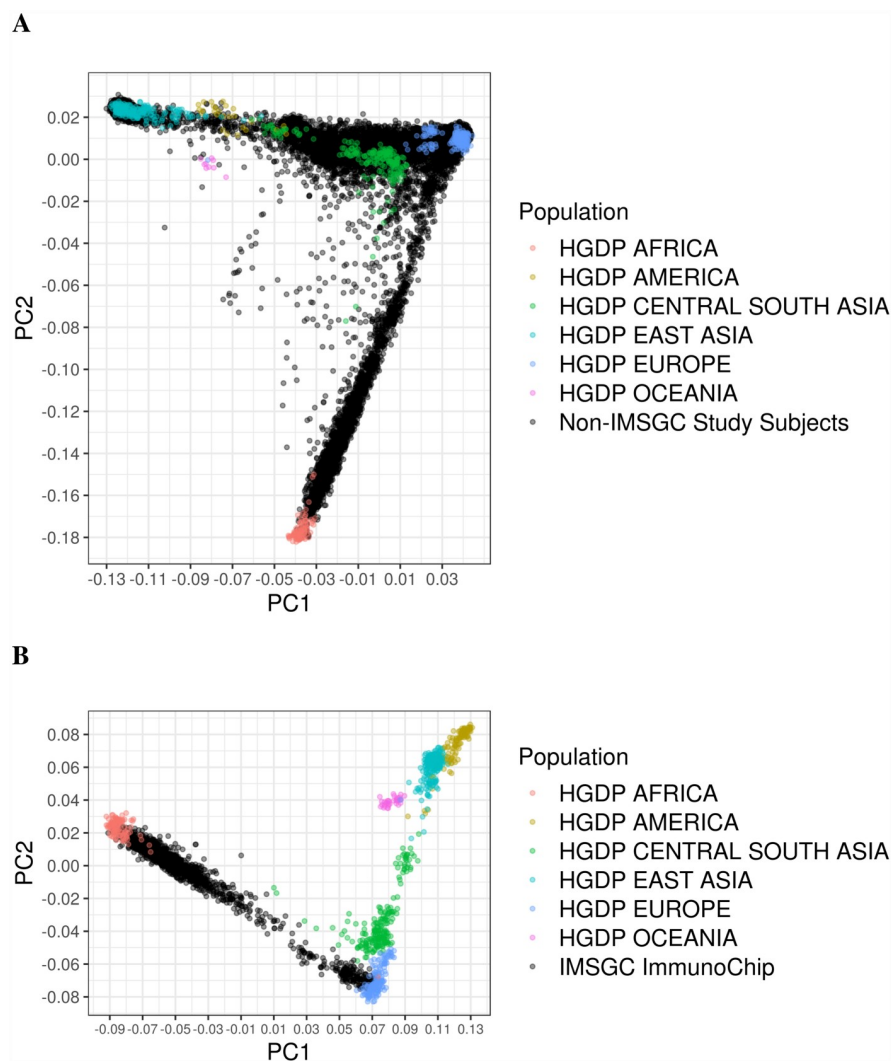 A
0.02
0.00
-0.02
-0.04
-0.06
-0.08
-0.10
-0.12
-0.14
-0.16
-0.18
PC2
-0.13 -0.11 -0.09 -0.07 -0.05 -0.03 -0.01 0.01 0.03
PC1
Population
HGDP AFRICA
HGDP AMERICA
HGDP CENTRAL SOUTH ASIA
HGDP EAST ASIA
HGDP EUROPE
HGDP OCEANIA
Non-IMSGC Study Subjects
B
0.08
0.06
0.04
0.02
0.00
-0.02
-0.04
-0.06
-0.08
PC2
-0.09 -0.07 -0.05 -0.03 -0.01 0.01 0.03 0.05 0.07 0.09 0.11 0.13
PC1
Population
HGDP AFRICA
HGDP AMERICA
HGDP CENTRAL SOUTH ASIA
HGDP EAST ASIA
HGDP EUROPE
HGDP OCEANIA
IMSGC ImmunoChip